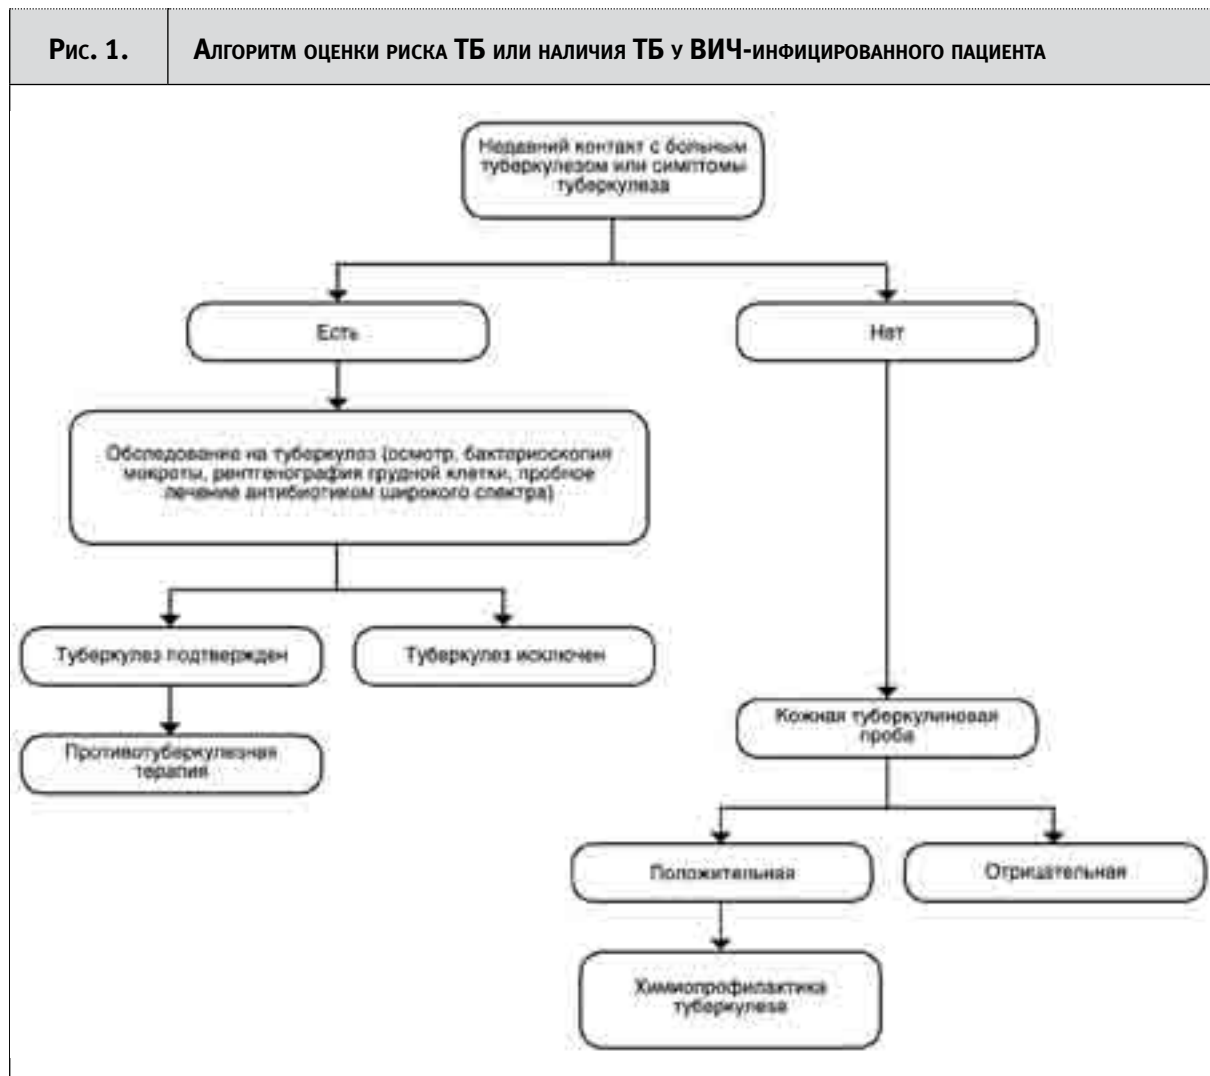 Рис. 1.
Алгоритм оценки риска ТБ или наличия ТБ у ВИЧ-инфицированного пациента
Недавний контакт с больным
туберкулезом или симптомы
туберкулеза
Есть
Нет
Обследование на туберкулез (осмотр, бактериоскопия
мокроты, рентгенография грудной клетки, пробное
лечение антибиотиком широкого спектра)
Туберкулез подтвержден
Туберкулез исключен
Противотуберкулезная
терапия
Кожная туберкулиновая
проба
Положительная
Отрицательная
Химиопрофилактика
туберкулеза